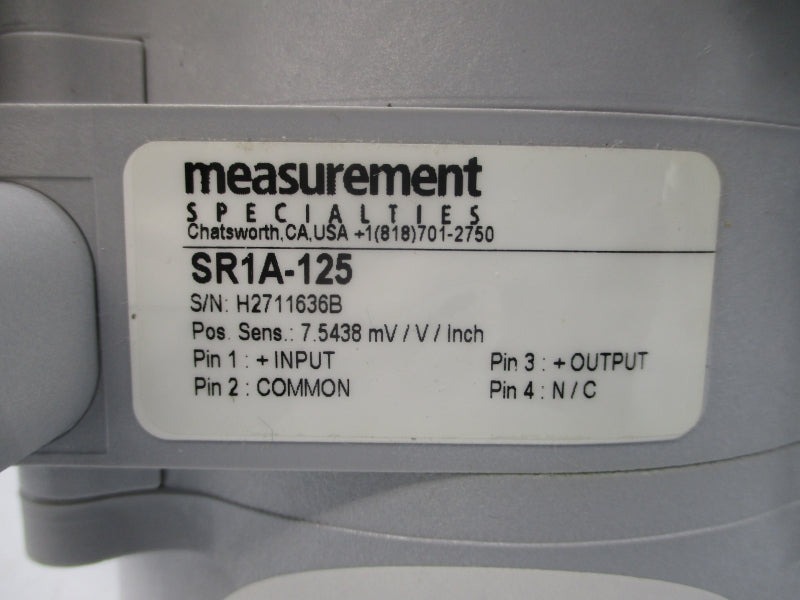 measurement
SPECIALTIES
Chatsworth,CA,USA +1(818)701-2750
SR1A-125
S/N: H2711636B
Pos. Sens.: 7.5438 mV / V / Inch
Pin 1 : + INPUT Pin 3 : + OUTPUT
Pin 2 : COMMON Pin 4 : N / C